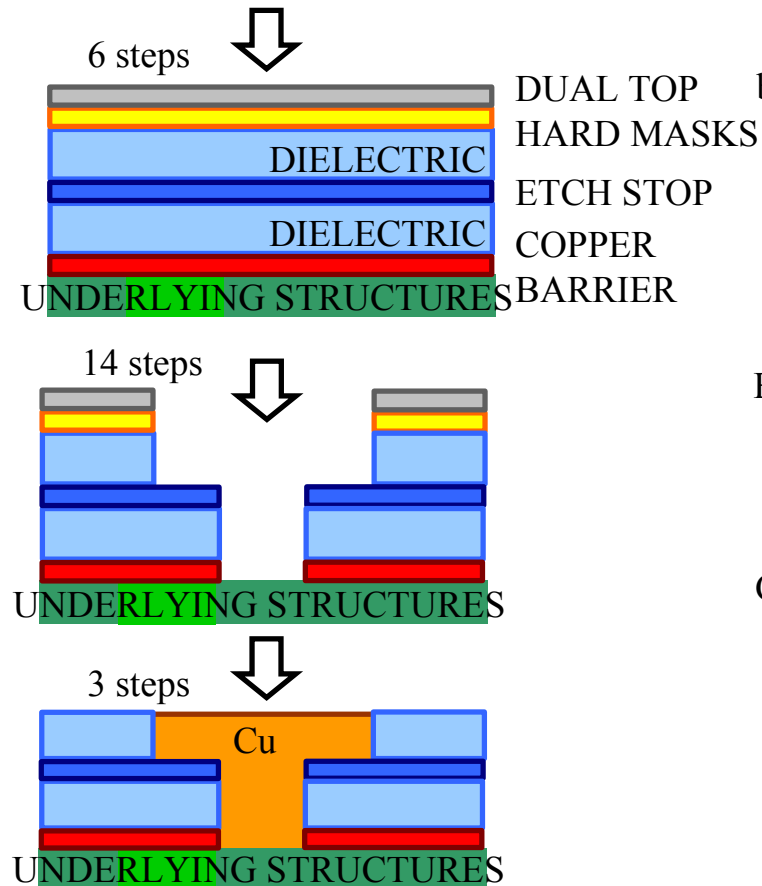 6 steps
DUAL TOP
HARD MASKS
DIELECTRIC
ETCH STOP
DIELECTRIC
COPPER
BARRIER
UNDERLYING STRUCTURES
14 steps
UNDERLYING STRUCTURES
3 steps
Cu
UNDERLYING STRUCTURES